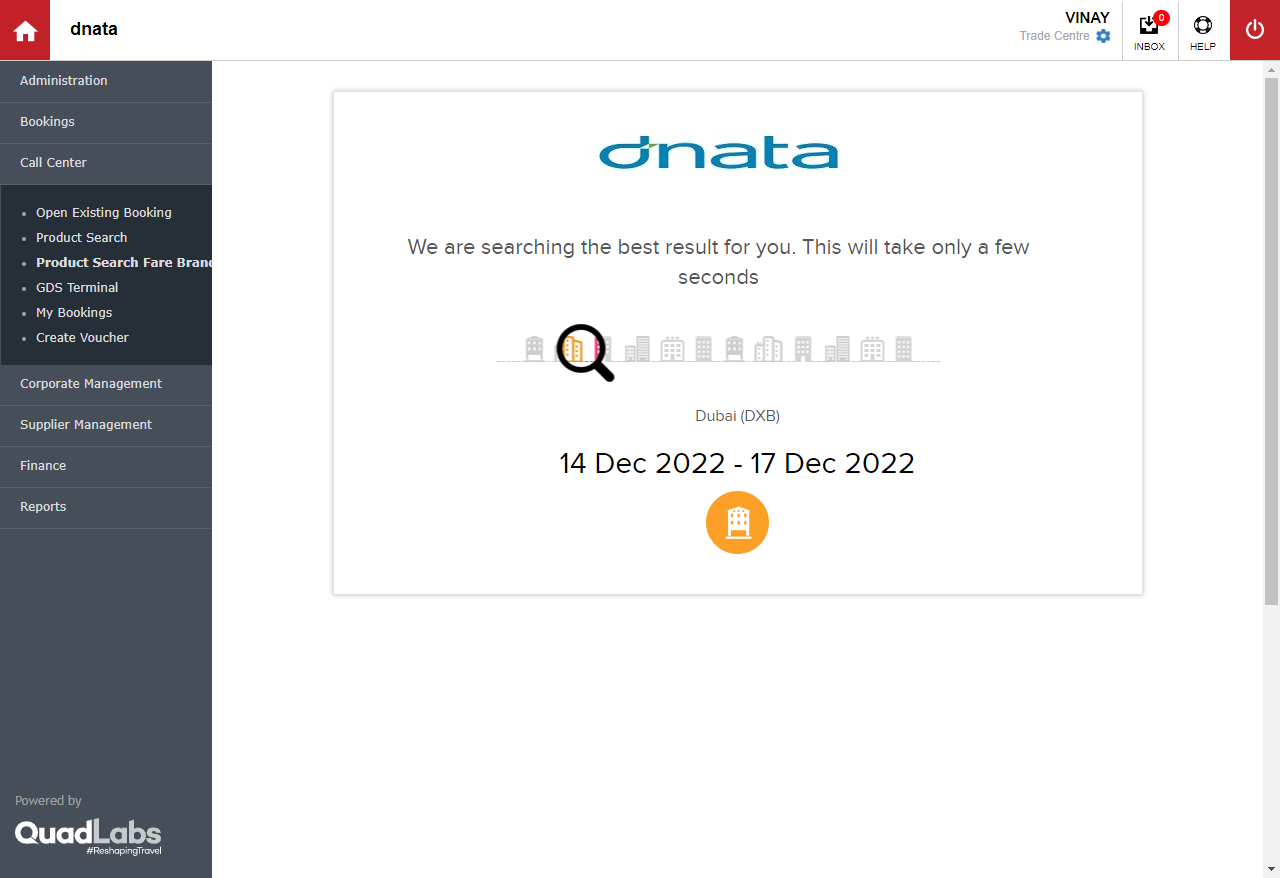 dnata
VINAY
Trade Centre
0
INBOX
HELP
Administration
Bookings
Call Center
Open Existing Booking
Product Search
Product Search Fare Brand
GDS Terminal
My Bookings
Create Voucher
Corporate Management
Supplier Management
Finance
Reports
Powered by
QuadLabs
#ReshapingTravel
dnata
We are searching the best result for you. This will take only a few
seconds
Dubai (DXB)
14 Dec 2022 - 17 Dec 2022